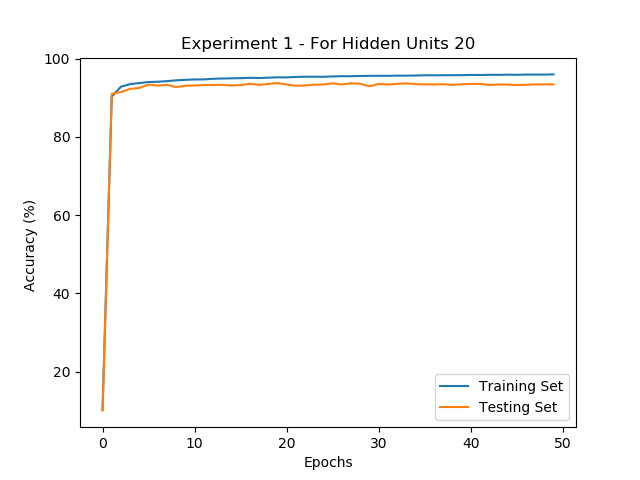 Experiment 1 - For Hidden Units 20
100
80
60
40
20
Accuracy (%)
0 10 20 30 40 50
Epochs
Training Set
Testing Set